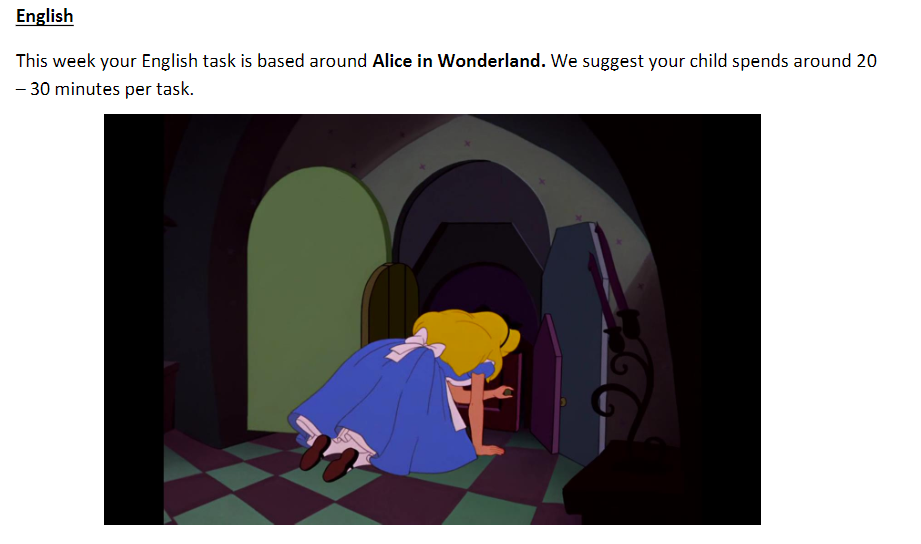 English
This week your English task is based around Alice in Wonderland. We suggest your child spends around 20
– 30 minutes per task.